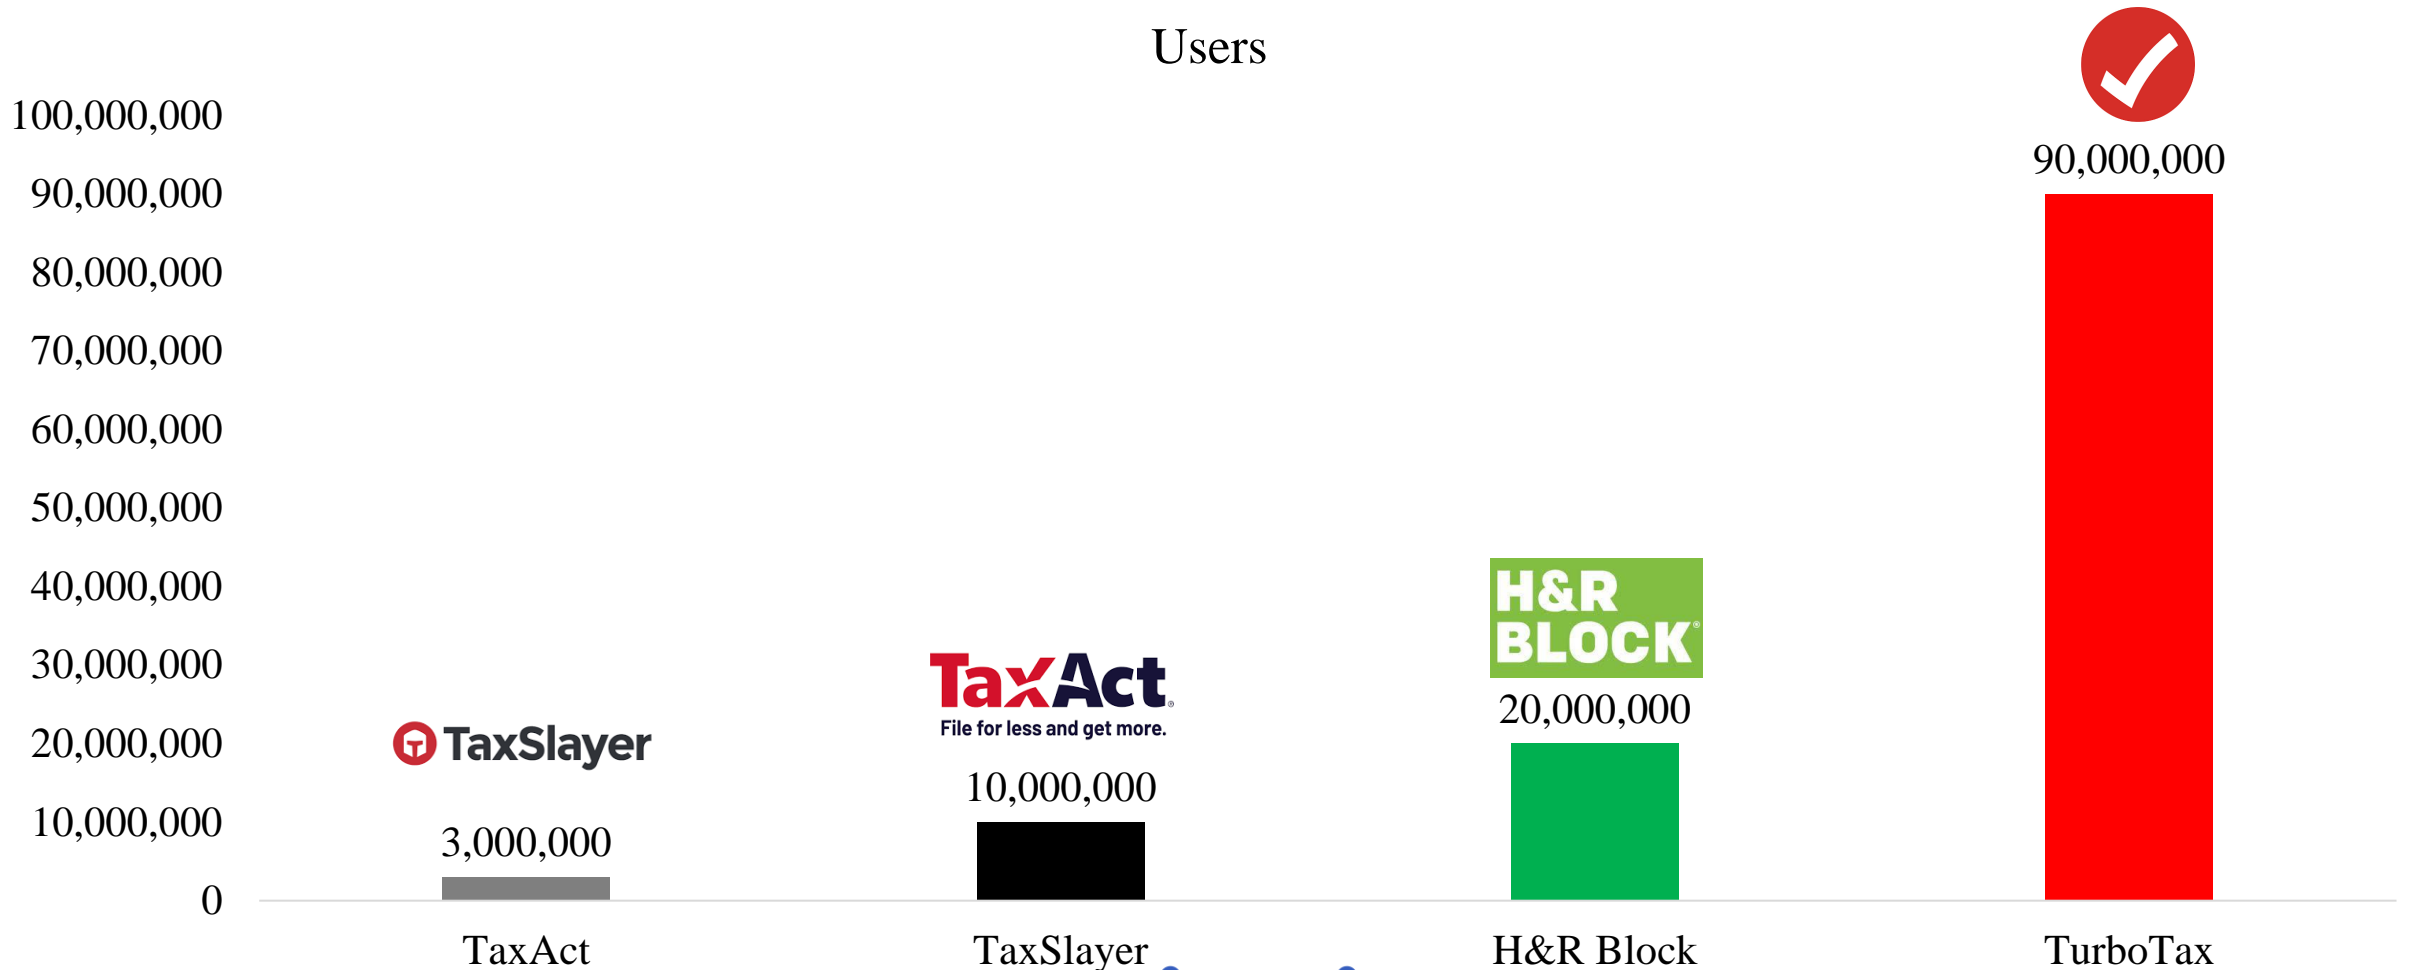 Users
100,000,000
90,000,000
80,000,000
70,000,000
60,000,000
50,000,000
40,000,000
30,000,000
20,000,000
10,000,000
0
TaxSlayer
3,000,000
TaxAct®
File for less and get more.
10,000,000
H&R
BLOCK®
20,000,000
90,000,000
TaxAct
TaxSlayer
H&R Block
TurboTax